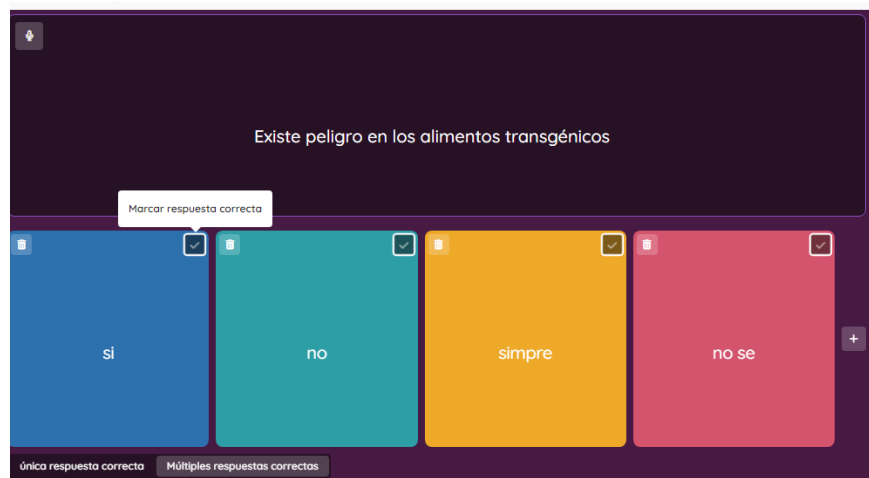 Existe peligro en los alimentos transgénicos
Marcar respuesta correcta
si
no
simpre
no se
única respuesta correcta
Múltiples respuestas correctas